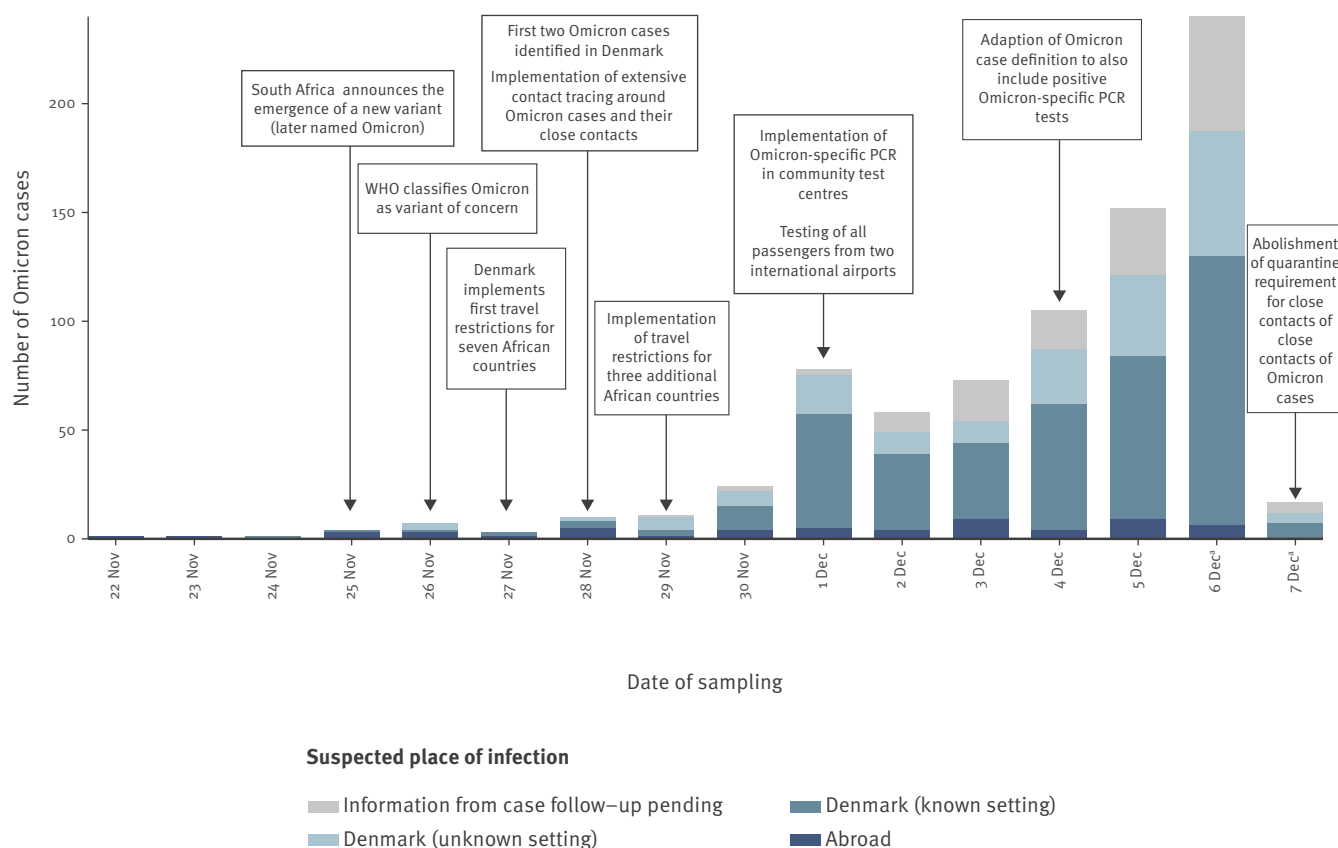 Number of Omicron cases
200
150
100
50
0
South Africa announces the
emergence of a new variant
(later named Omicron)
WHO classifies Omicron
as variant of concern
Denmark
implements
first travel
restrictions for
seven African
countries
First two Omicron cases
identified in Denmark
Implementation of extensive
contact tracing around
Omicron cases and their
close contacts
Implementation
of travel
restrictions for
three additional
African countries
Implementation of
Omicron-specific PCR
in community test
centres
Testing of all
passengers from two
international airports
Adaption of Omicron
case definition to also
include positive
Omicron-specific PCR
tests
Abolishment
of quarantine
requirement
for close
contacts of
close
contacts of
Omicron
cases
22 Nov
23 Nov
24 Nov
25 Nov
26 Nov
27 Nov
28 Nov
29 Nov
30 Nov
1 Dec
2 Dec
3 Dec
4 Dec
5 Dec
6 Decᵃ
7 Decᵃ
Date of sampling
Suspected place of infection
Information from case follow–up pending
Denmark (known setting)
Denmark (unknown setting)
Abroad